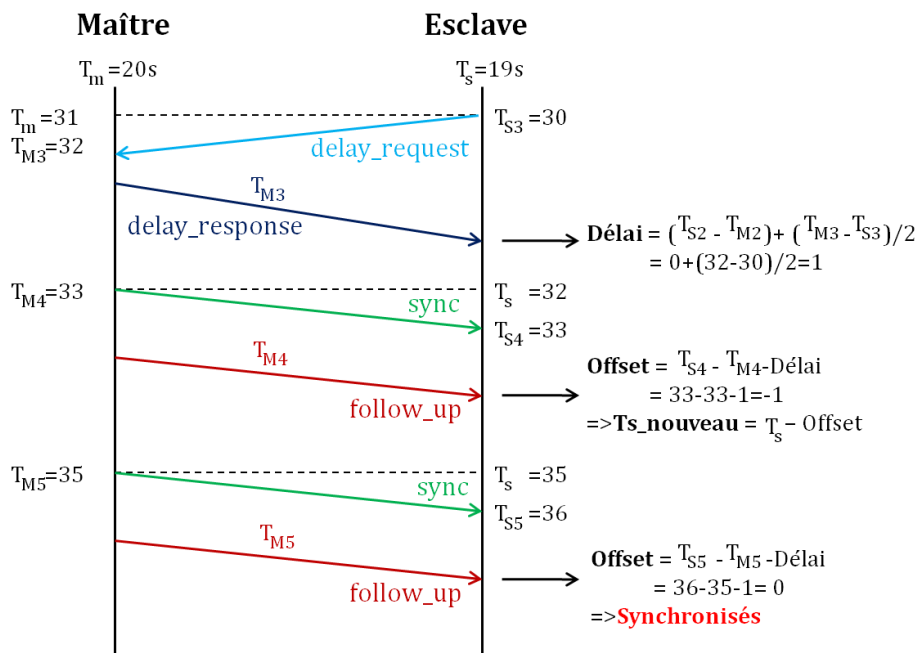 Maître Esclave
Tm=20s Ts=19s
Tm=31 TS3=30
TM3=32
delay_request
TM3
delay_response
Délai = (TS2 - TM2)+ (TM3 -TS3)/2
= 0+(32-30)/2=1
TM4=33 Ts =32
sync
TS4=33
TM4
Offset = TS4 - TM4-Délai
= 33-33-1=-1
follow_up
=>Ts_nouveau = Ts – Offset
TM5=35 Ts =35
sync
TS5 =36
TM5
Offset = TS5 - TM5 -Délai
= 36-35-1= 0
follow_up
=>Synchronisés